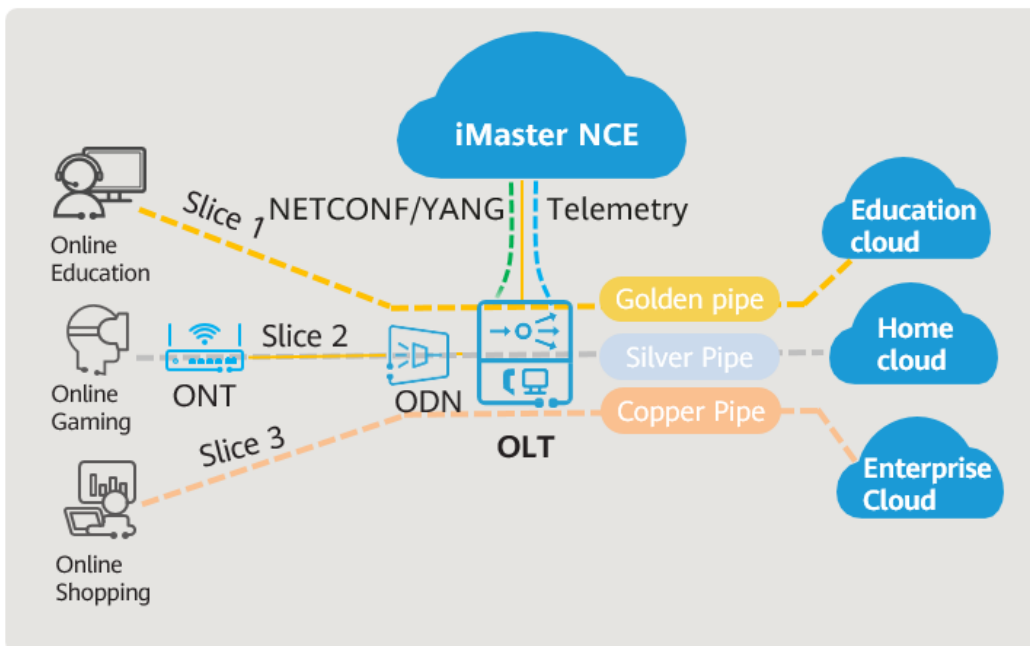 iMaster NCE
Slice 1
NETCONF/YANG
Telemetry
Online
Education
Education
cloud
Golden pipe
Slice 2
ONT
ODN
Silver Pipe
Home
cloud
Online
Gaming
Slice 3
OLT
Copper Pipe
Enterprise
Cloud
Online
Shopping